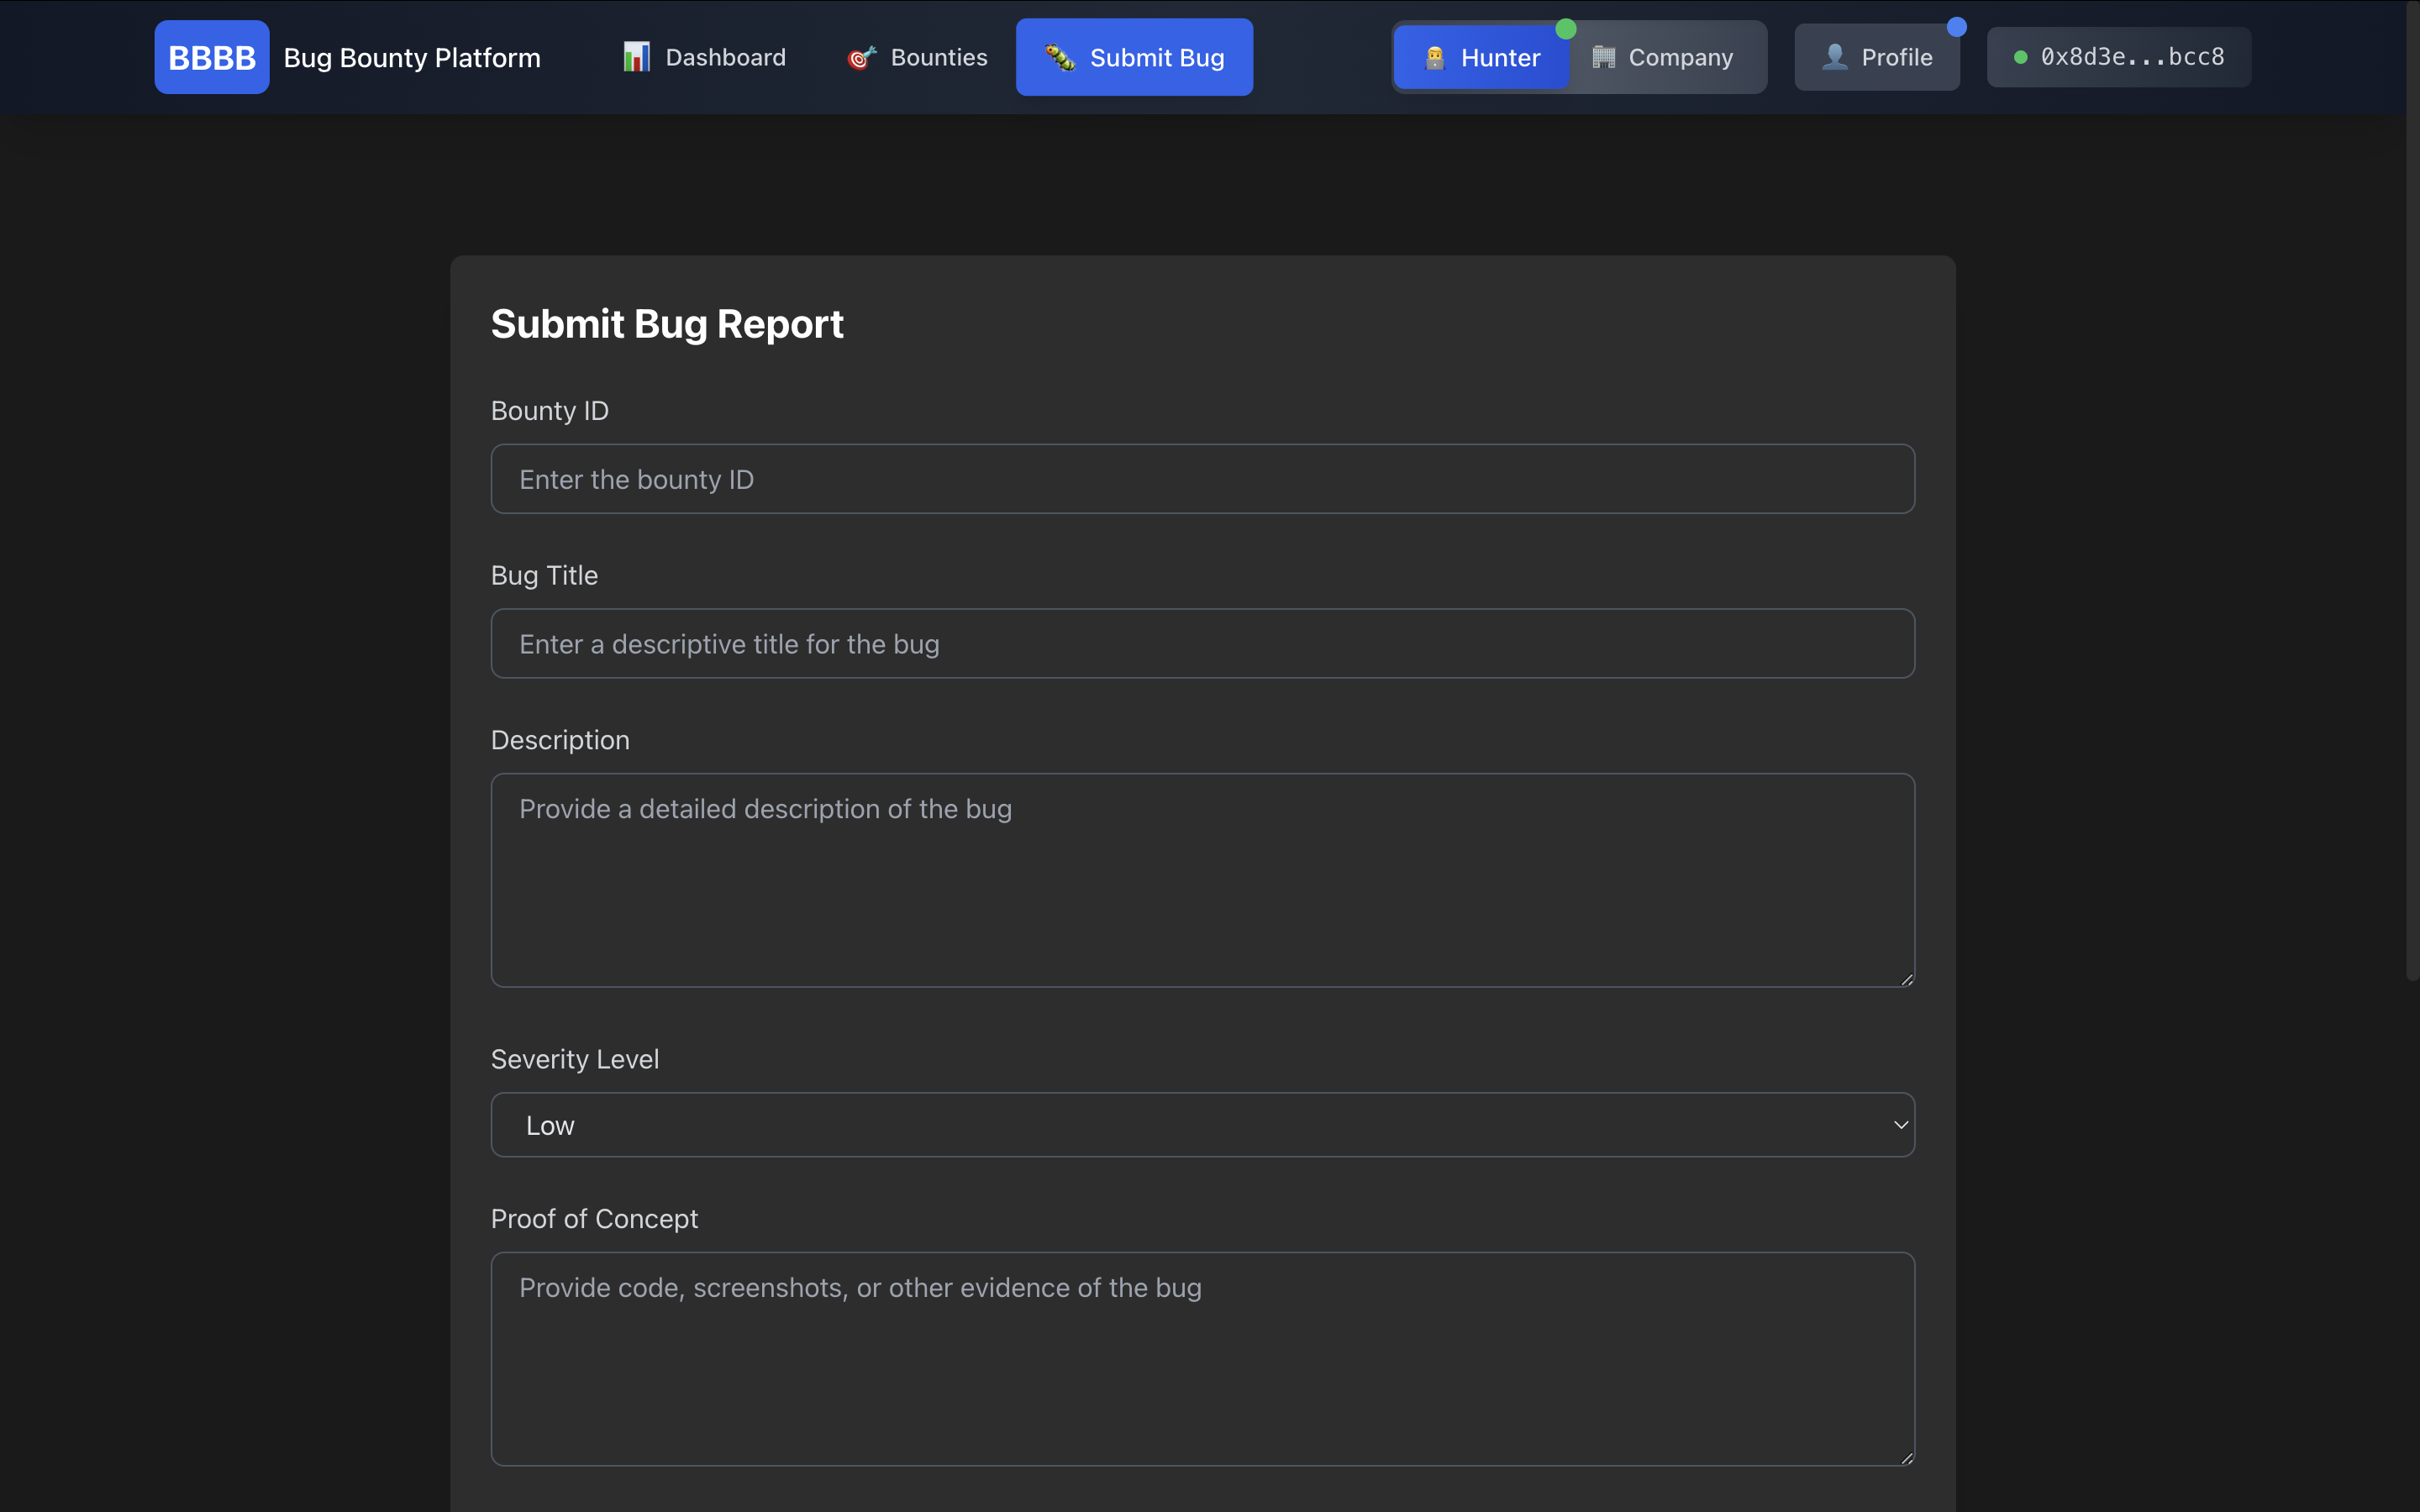 BBBB Bug Bounty Platform Dashboard Bounties Submit Bug Hunter Company Profile 0x8d3e...bcc8
Submit Bug Report
Bounty ID
Enter the bounty ID
Bug Title
Enter a descriptive title for the bug
Description
Provide a detailed description of the bug
Severity Level
Low
Proof of Concept
Provide code, screenshots, or other evidence of the bug